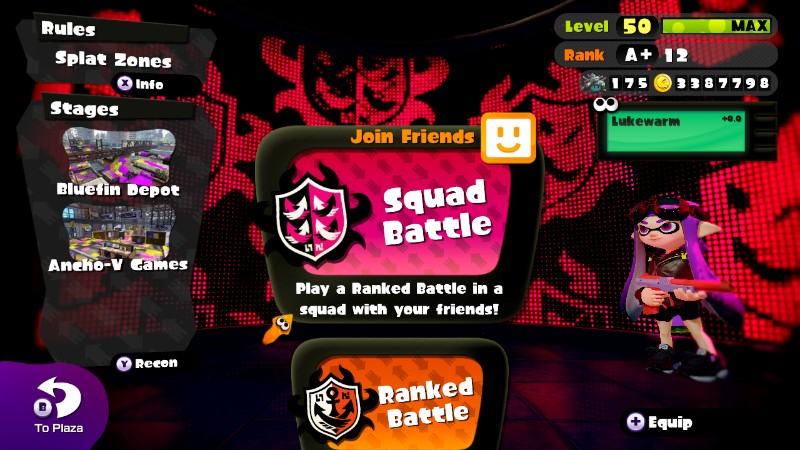 Rules
Splat Zones
X Info
Stages
Bluefin Depot
Ancho-V Games
Y Recon
B
To Plaza
Join Friends
Squad
Battle
Play a Ranked Battle in a
squad with your friends!
Ranked
Battle
Level 50 MAX
Rank A+ 12
175 3387798
Lukewarm +0.0
+ Equip